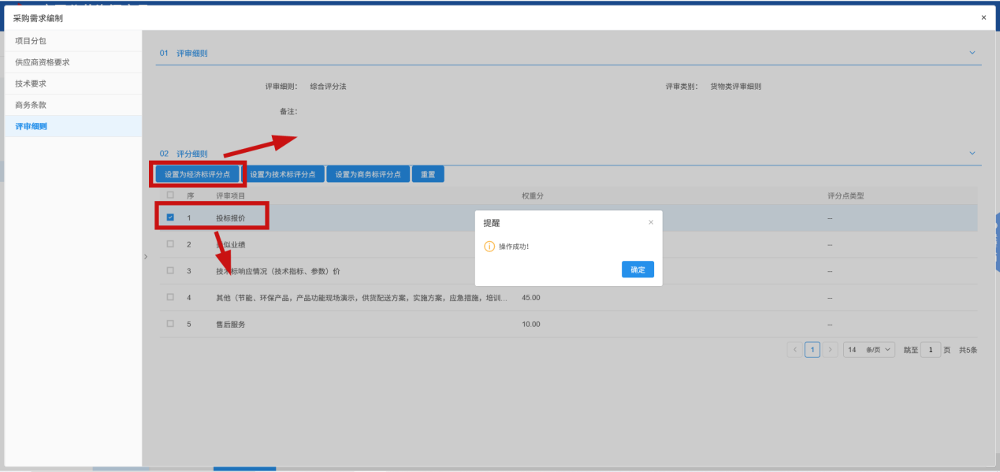 采购需求编制 ×
项目分包
供应商资格要求
技术要求
商务条款
评审细则
01 评审细则
评审细则： 综合评分法 评审类别： 货物类评审细则
备注：
02 评分细则
设置为经济标评分点 设置为技术标评分点 设置为商务标评分点 重置
序 评审项目 权重分 评分点类型
1 投标报价 --
2 似业绩 --
3 技术标响应情况（技术指标、参数）价 --
4 其他（节能、环保产品，产品功能现场演示，供货配送方案，实施方案，应急措施，培训... 45.00 --
5 售后服务 10.00 --
提醒 ×
操作成功!
确定
< 1 > 14 条/页 跳至 1 页 共5条